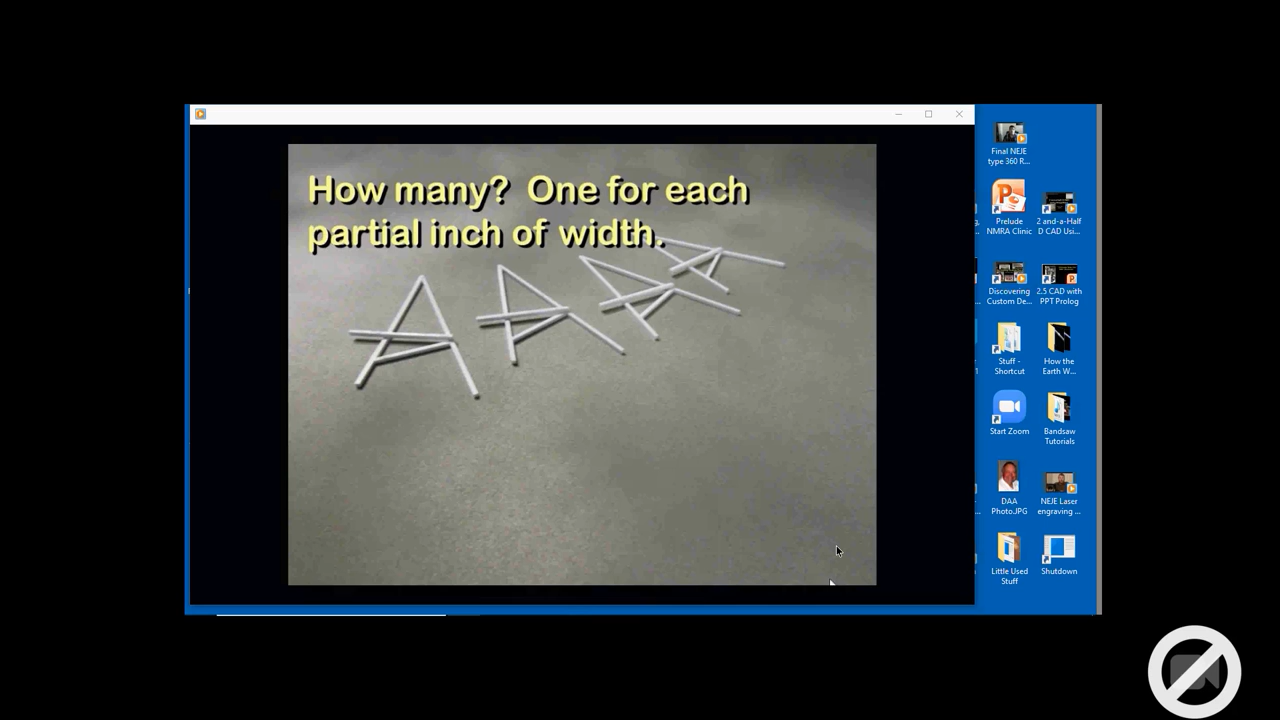 How many?  One for each
partial inch of width.
Final NEJE
type 360 R...
Prelude
NMRA Clinic
2 and-a-Half
D CAD Usi...
Discovering
Custom De...
2.5 CAD with
PPT Prolog
Stuff -
Shortcut
How the
Earth W...
Start Zoom
Bandsaw
Tutorials
DAA
Photo.JPG
NEJE Laser
engraving ...
Little Used
Stuff
Shutdown